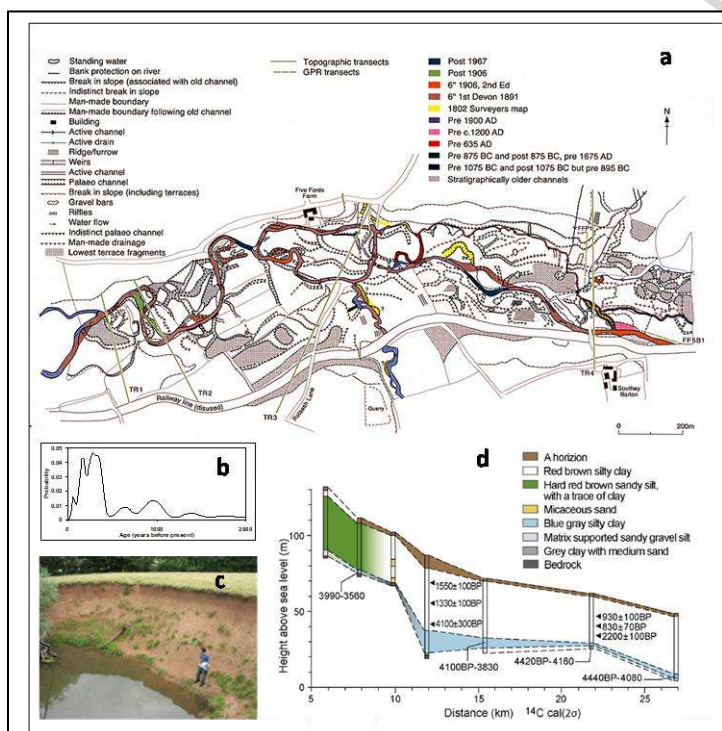 a
Standing water
Bank protection on river
Break in slope (associated with old channel)
Indistinct break in slope
Man-made boundary
Man-made boundary following old channel
Building
Active channel
Active drain
Ridge/furrow
Weirs
Active channel
Palaeo channel
Break in slope (including terraces)
Gravel bars
Riffles
Water flow
Indistinct palaeo channel
Man-made drainage
Lowest terrace fragments
Topographic transects
GPR transects
Post 1967
Post 1906
6" 1906, 2nd Ed
6" 1st Devon 1891
1802 Surveyers map
Pre 1900 AD
Pre c.1200 AD
Pre 635 AD
Pre 875 BC and post 875 BC, pre 1675 AD
Pre 1075 BC and post 1075 BC but pre 895 BC
Stratigraphically older channels
N
Five Fords
Farm
FFF
FFSB1
TR1
TR2
TR3
TR4
Railway line (disused)
Quarry
Southey
Barton
0 200m
b
Probability
0.05
0.04
0.03
0.02
0.01
0
0 1000 2000
Age (years before present)
c
d
A horizion
Red brown silty clay
Hard red brown sandy silt,
with a trace of clay
Micaceous sand
Blue gray silty clay
Matrix supported sandy gravel silt
Grey clay with medium sand
Bedrock
Height above sea level (m)
100
50
0
3990-3560
1550±100BP
1330±100BP
4100±300BP
4100BP-3830
930±100BP
830±70BP
2200±100BP
4420BP-4160
4440BP-4080
5 10 15 20 25
Distance (km) 14C cal(2σ)